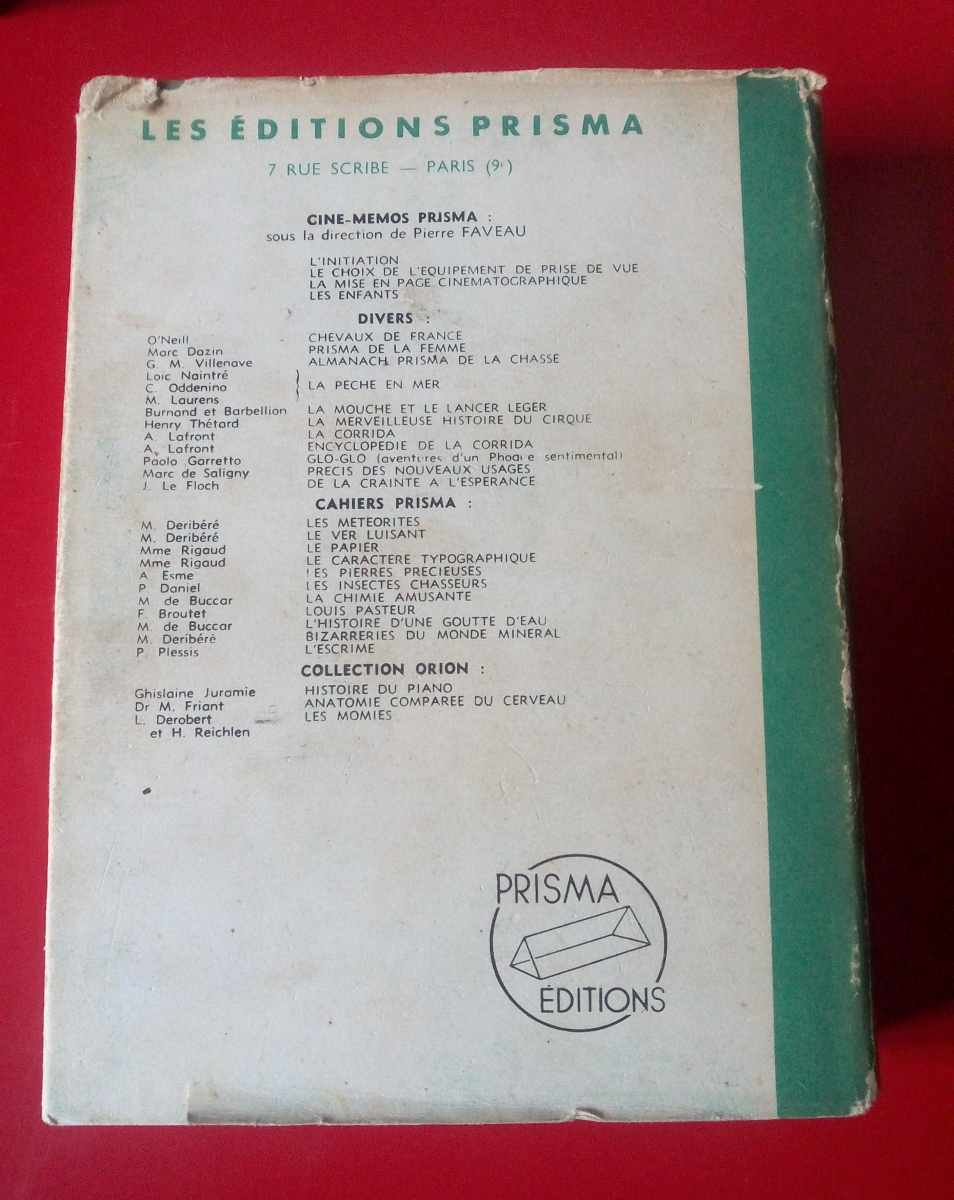 LES ÉDITIONS PRISMA
7 RUE SCRIBE — PARIS (9e)
CINE-MEMOS PRISMA :
sous la direction de Pierre FAVEAU
L'INITIATION
LE CHOIX DE L'EQUIPEMENT DE PRISE DE VUE
LA MISE EN PAGE CINEMATOGRAPHIQUE
LES ENFANTS
DIVERS :
O'Neill CHEVAUX DE FRANCE
Marc Dazin PRISMA DE LA FEMME
G. M. Villenave ALMANACH PRISMA DE LA CHASSE
Loic Naintré
C. Oddenino LA PECHE EN MER
M. Laurens
Burnand et Barbellion LA MOUCHE ET LE LANCER LEGER
Henry Thétard LA MERVEILLEUSE HISTOIRE DU CIRQUE
A. Lafront LA CORRIDA
A. Lafront ENCYCLOPEDIE DE LA CORRIDA
Paolo Garretto GLO-GLO (aventures d'un Phoque sentimental)
Marc de Saligny PRECIS DES NOUVEAUX USAGES
J. Le Floch DE LA CRAINTE A L'ESPERANCE
CAHIERS PRISMA :
M. Deribéré LES METEORITES
M. Deribéré LE VER LUISANT
Mme Rigaud LE PAPIER
Mme Rigaud LE CARACTERE TYPOGRAPHIQUE
A. Esme LES PIERRES PRECIEUSES
P. Daniel LES INSECTES CHASSEURS
M. de Buccar LA CHIMIE AMUSANTE
F. Broutet LOUIS PASTEUR
M. de Buccar L'HISTOIRE D'UNE GOUTTE D'EAU
M. Deribéré BIZARRERIES DU MONDE MINERAL
P. Plessis L'ESCRIME
COLLECTION ORION :
Ghislaine Juramie HISTOIRE DU PIANO
Dr M. Friant ANATOMIE COMPAREE DU CERVEAU
L. Derobert LES MOMIES
et H. Reichlen
PRISMA
ÉDITIONS